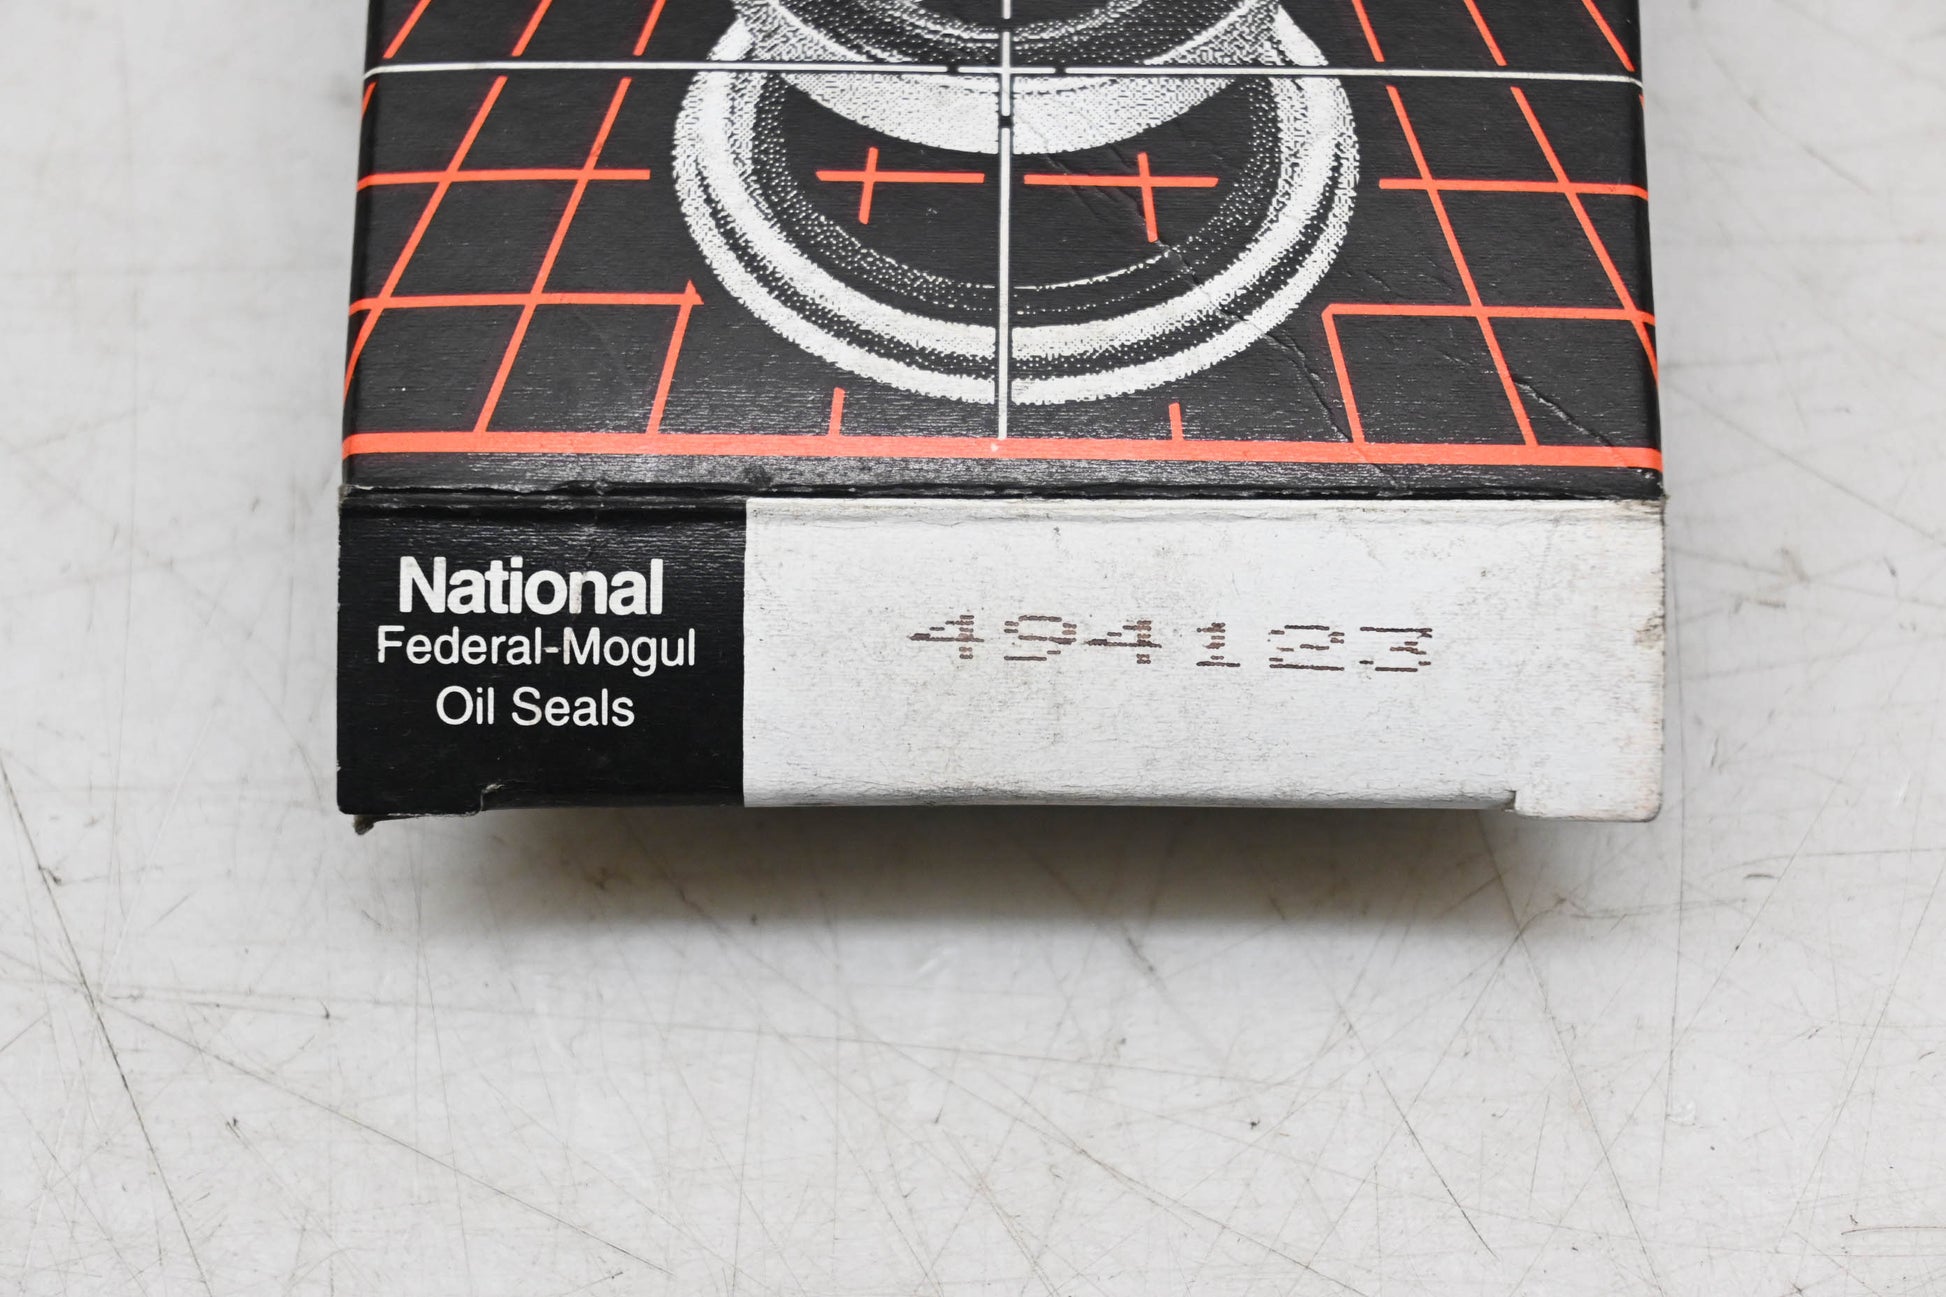 National
Federal-Mogul
Oil Seals
494123